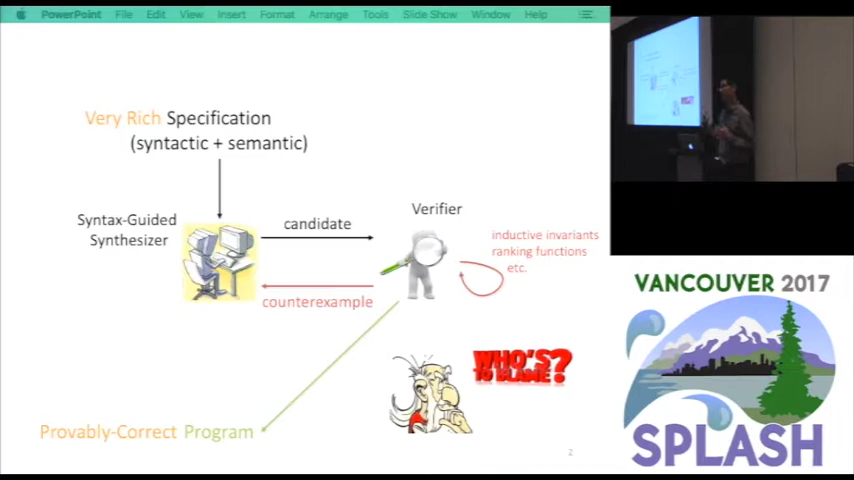 PowerPoint File Edit View Insert Format Arrange Tools Slide Show Window Help
Very Rich Specification
(syntactic + semantic)
Syntax-Guided
Synthesizer
candidate
Verifier
inductive invariants
ranking functions
etc.
counterexample
WHO'S
TO BLAME?
Provably-Correct Program
2
VANCOUVER 2017
SPLASH